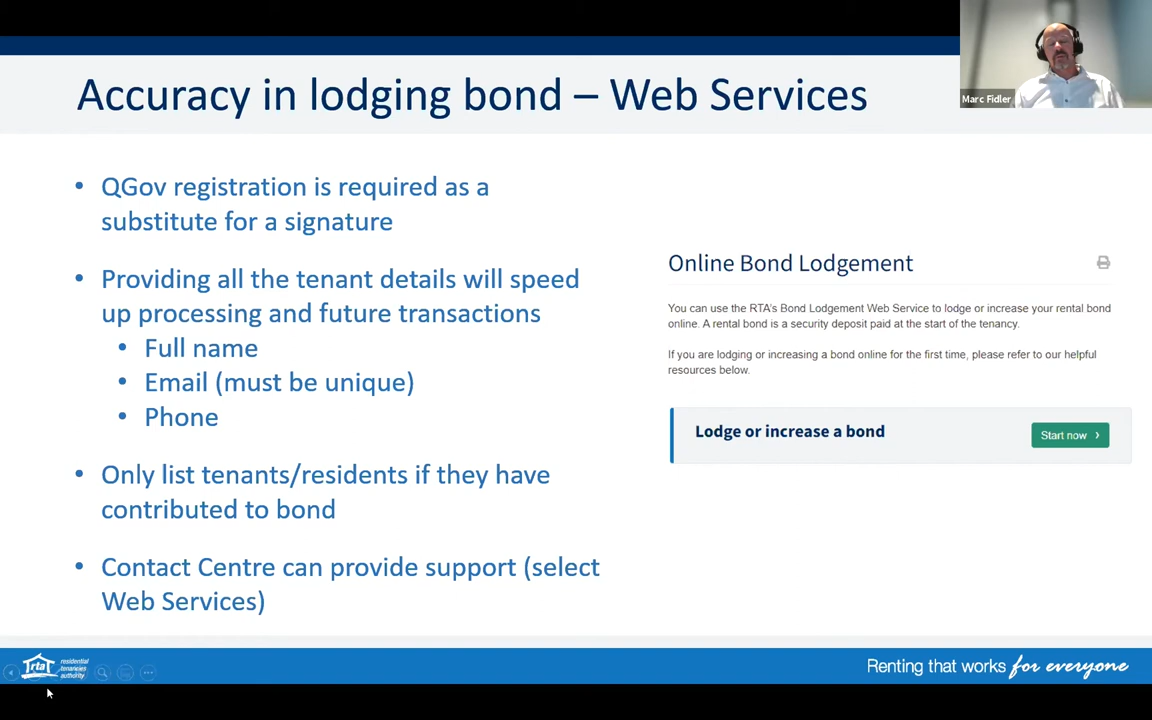 Accuracy in lodging bond – Web Services
Marc Fidler
• QGov registration is required as a
substitute for a signature
• Providing all the tenant details will speed
up processing and future transactions
• Full name
• Email (must be unique)
• Phone
• Only list tenants/residents if they have
contributed to bond
• Contact Centre can provide support (select
Web Services)
Online Bond Lodgement
You can use the RTA's Bond Lodgement Web Service to lodge or increase your rental bond
online. A rental bond is a security deposit paid at the start of the tenancy.
If you are lodging or increasing a bond online for the first time, please refer to our helpful
resources below.
Lodge or increase a bond
Start now
rta
residential
tenancies
authority
Renting that works for everyone